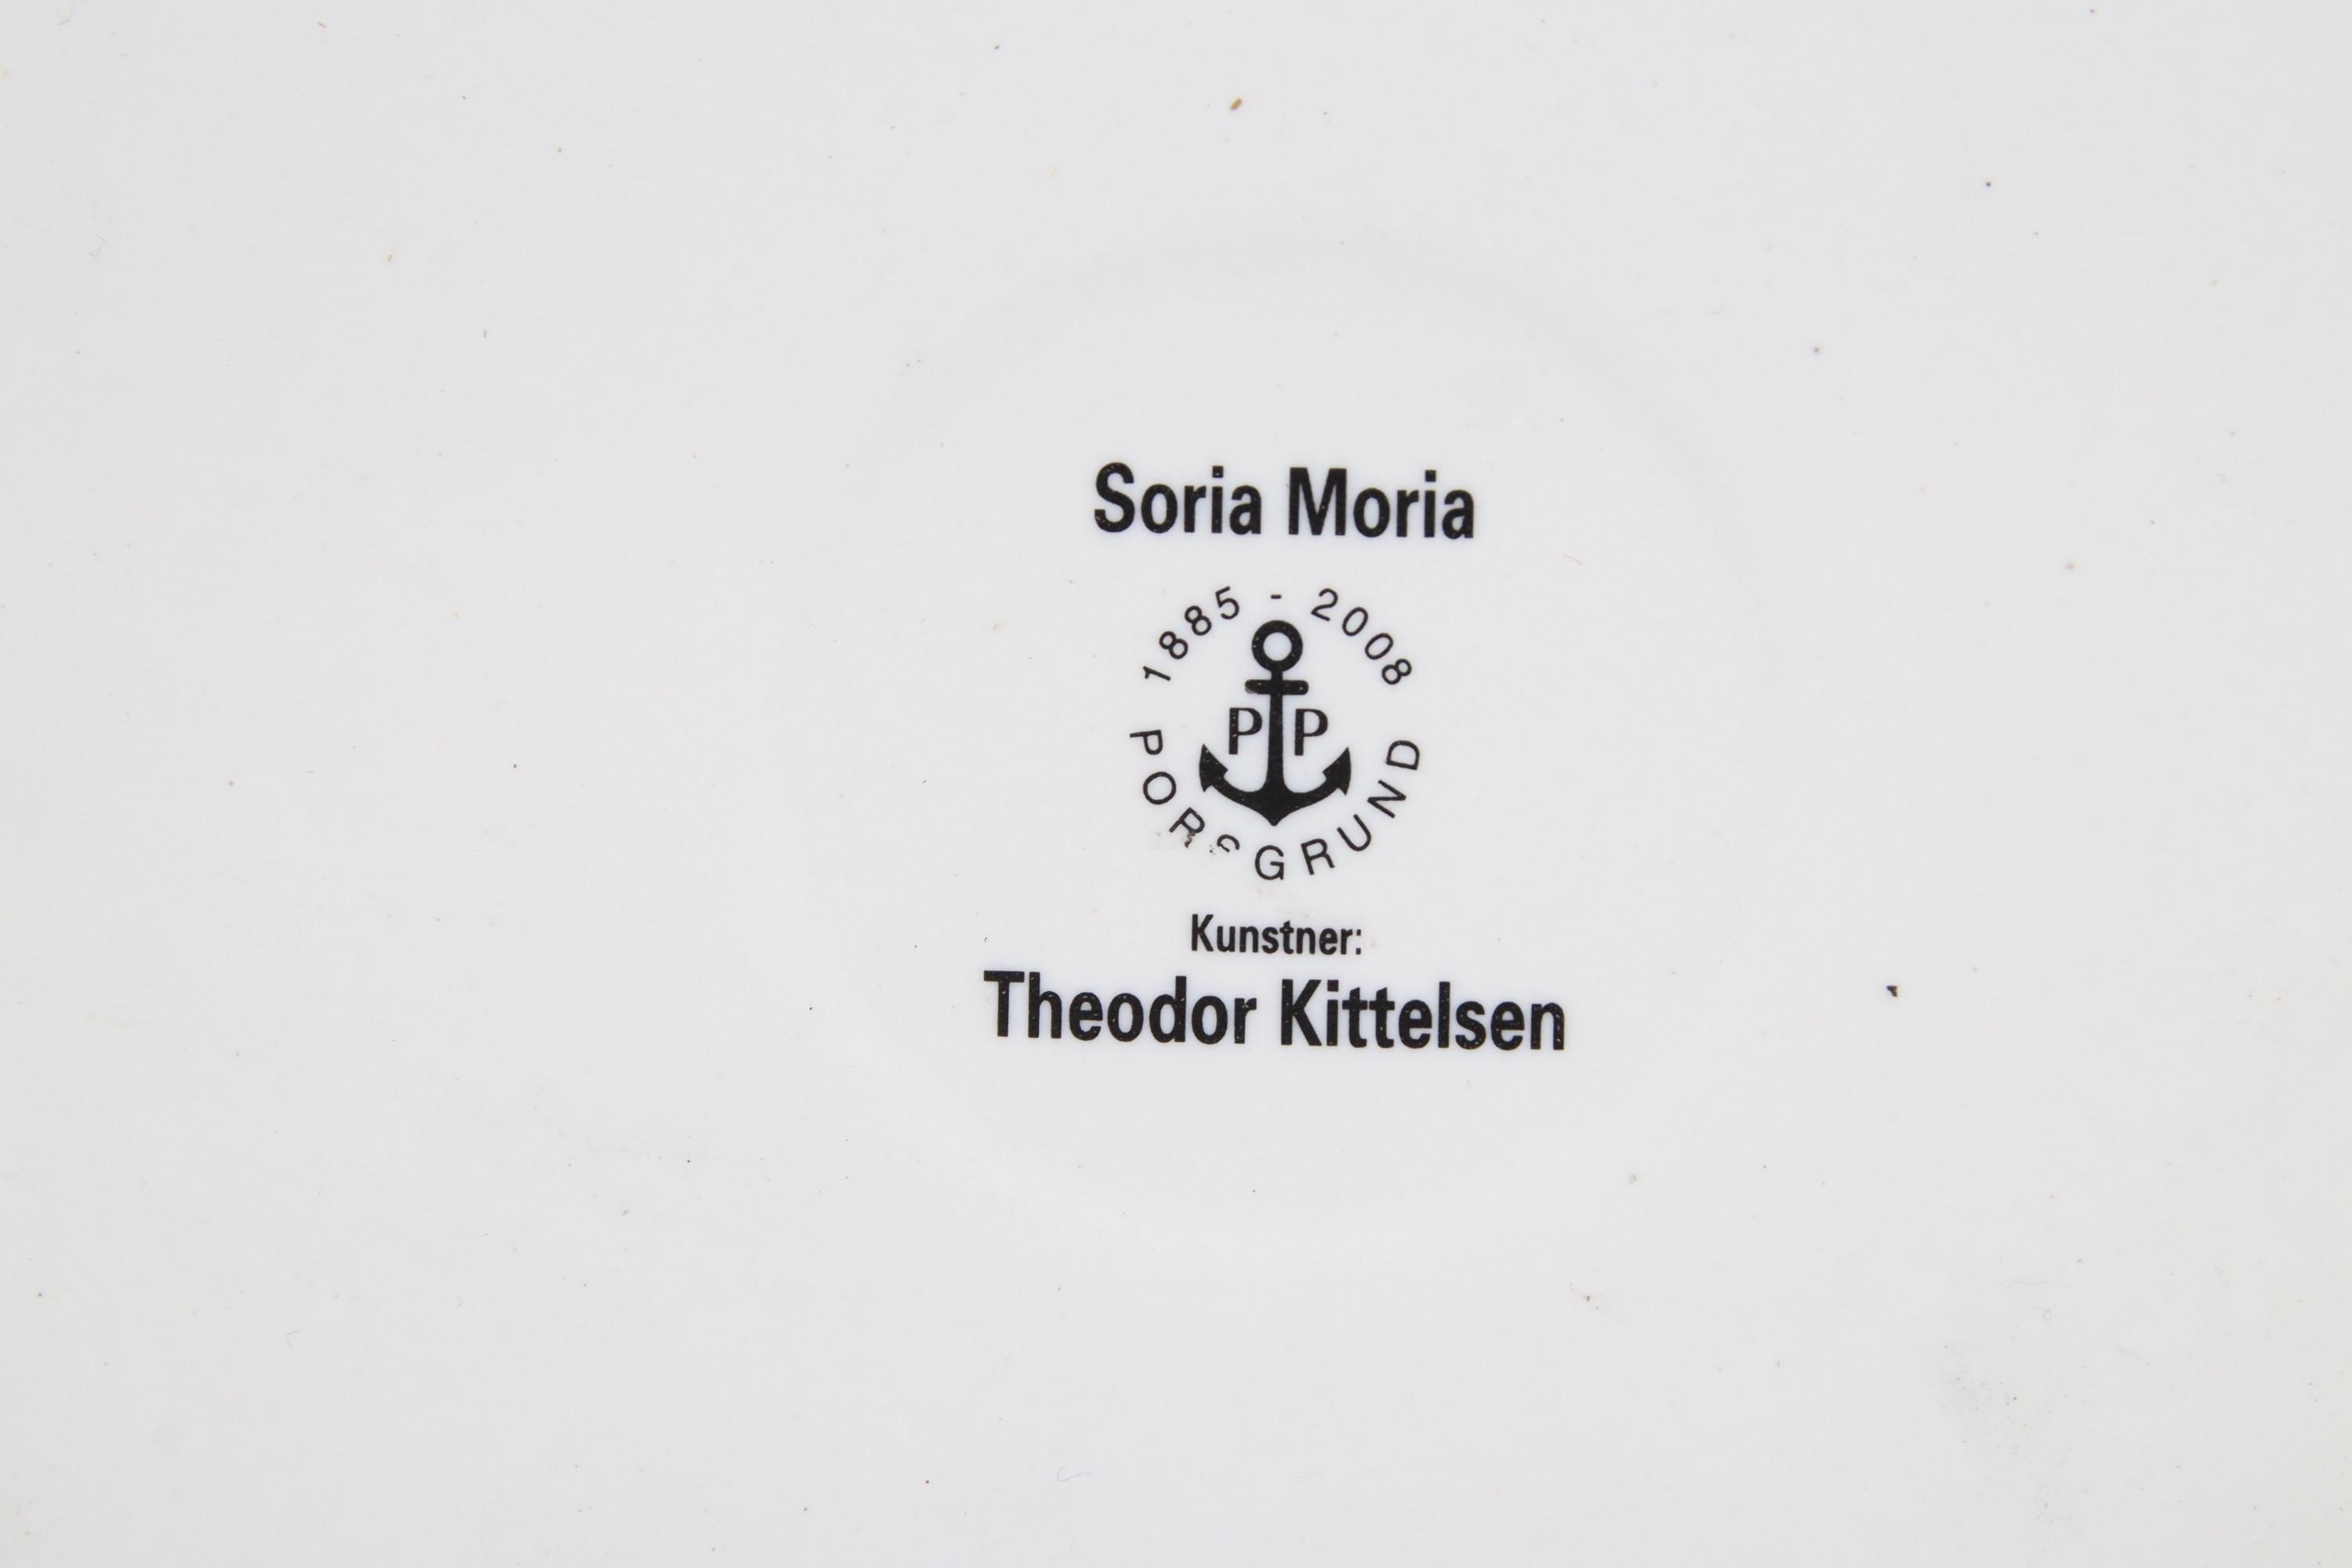 Soria Moria
1885 - 2008
PP
PORSGRUND
Kunstner:
Theodor Kittelsen